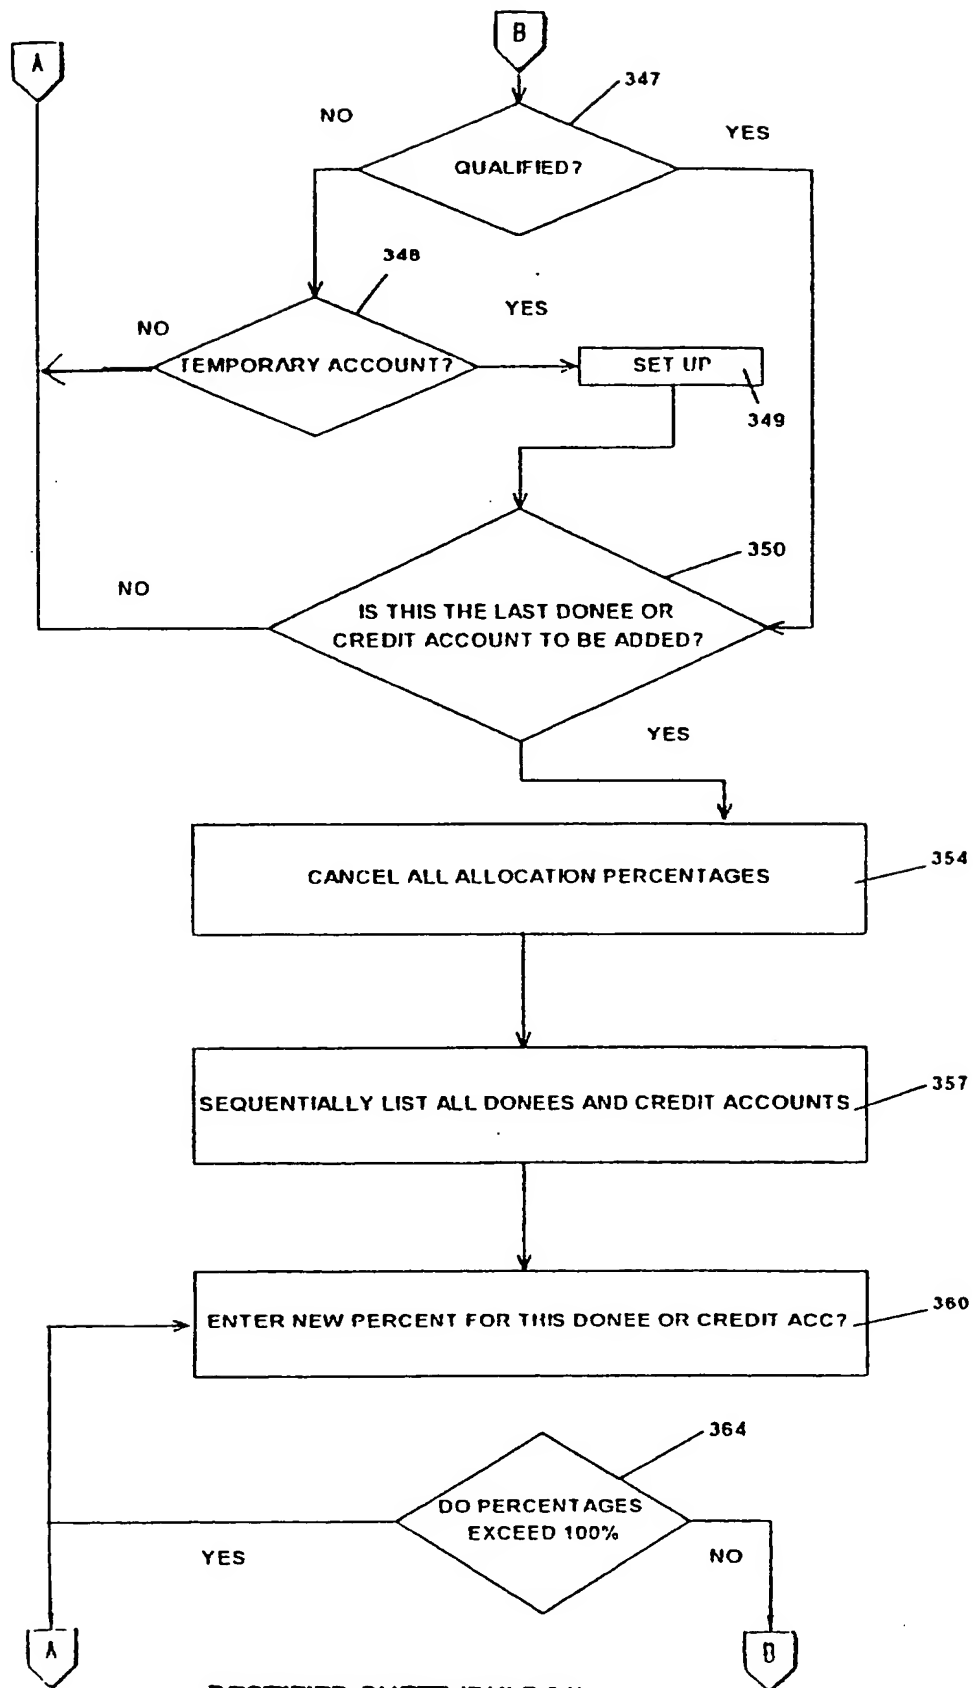 A
B
347
NO
YES
QUALIFIED?
348
YES
NO
TEMPORARY ACCOUNT?
SET UP
349
350
NO
IS THIS THE LAST DONEE OR
CREDIT ACCOUNT TO BE ADDED?
YES
354
CANCEL ALL ALLOCATION PERCENTAGES
357
SEQUENTIALLY LIST ALL DONEES AND CREDIT ACCOUNTS
360
ENTER NEW PERCENT FOR THIS DONEE OR CREDIT ACC?
364
DO PERCENTAGES
EXCEED 100%
YES
NO
A